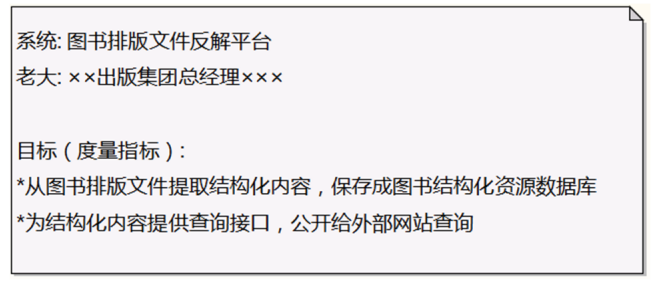 系统: 图书排版文件反解平台
老大: ××出版集团总经理×××
目标（度量指标）:
*从图书排版文件提取结构化内容，保存成图书结构化资源数据库
*为结构化内容提供查询接口，公开给外部网站查询